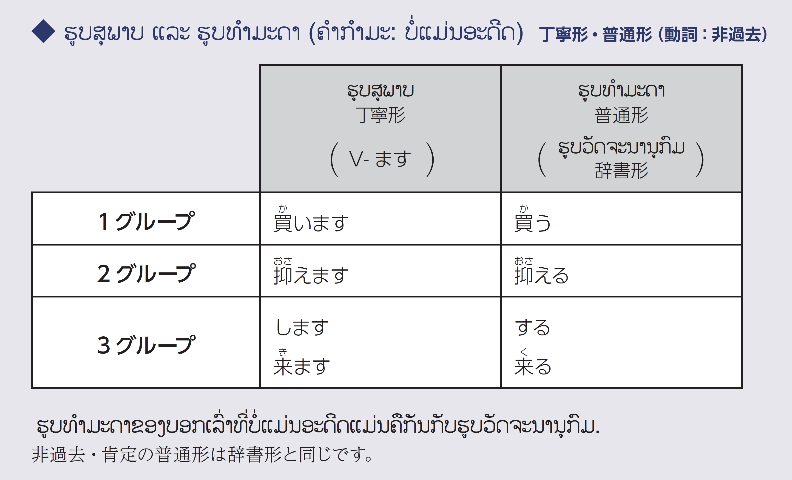 ◆ ຮູບສຸພາບ ແລະ ຮູບທຳມະດາ (ຄຳກຳມະ: ບໍ່ແມ່ນອະດີດ) 丁寧形・普通形（動詞：非過去）
ຮູບສຸພາບ
丁寧形
( V- ます )
ຮູບທຳມະດາ
普通形
( ຮູບວັດຈະນານຸກົມ
辞書形 )
1 グループ
か
買います
か
買う
2 グループ
おさ
抑えます
おさ
抑える
3 グループ
します
き
来ます
する
く
来る
ຮູບທຳມະດາຂອງບອກເລົ່າທີ່ບໍ່ແມ່ນອະດີດແມ່ນຄືກັນກັບຮູບວັດຈະນານຸກົມ.
非過去・肯定の普通形は辞書形と同じです。